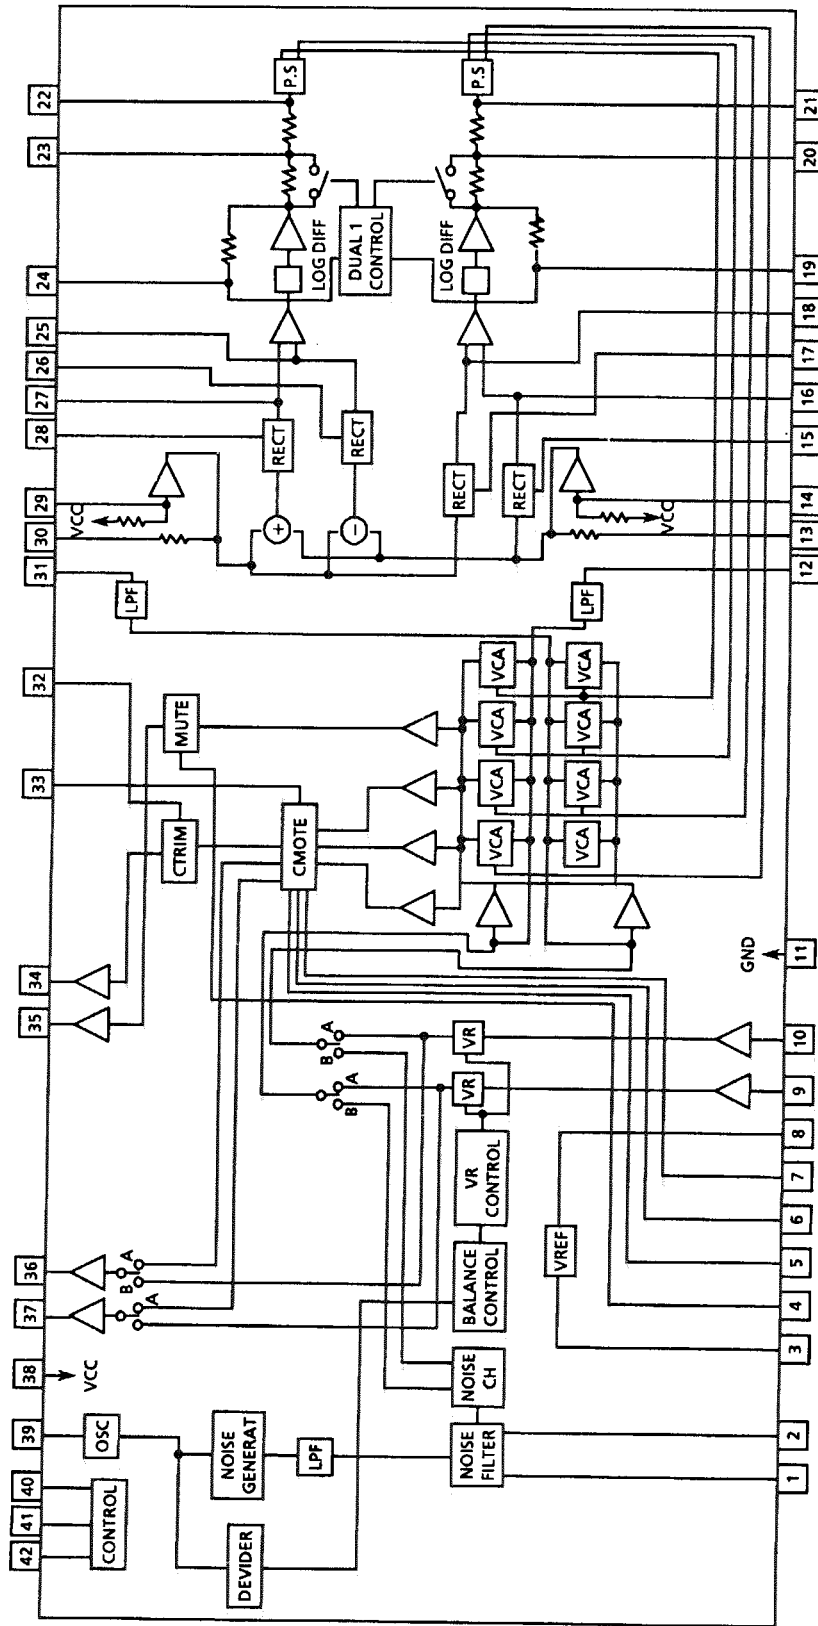 42
41
40
39
38
37
36
35
34
33
32
31
30
29
28
27
26
25
24
23
22
CONTROL
OSC
VCC
DEVIDER
NOISE
GENERAT
LPF
NOISE
FILTER
NOISE
CH
BALANCE
CONTROL
VR
CONTROL
VR
VR
A
B
A
B
A
B
A
B
VREF
GND
CTRIM
MUTE
CMOTE
VCA
VCA
VCA
VCA
VCA
VCA
VCA
VCA
LPF
LPF
VCC
VCC
+
−
RECT
RECT
RECT
RECT
LOG DIFF
DUAL 1
CONTROL
LOG DIFF
P.S
P.S
1
2
3
4
5
6
7
8
9
10
11
12
13
14
15
16
17
18
19
20
21